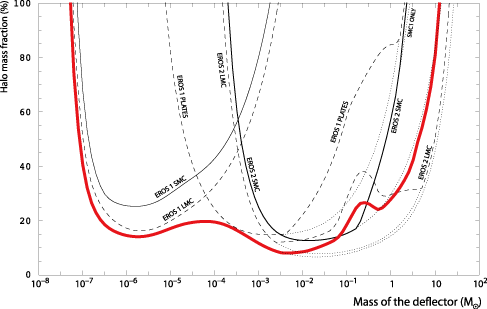 Halo mass fraction (%)
100
80
60
40
20
0
EROS 1 PLATES
EROS 2 LMC
SMC1 ONLY
EROS 1 PLATES
EROS 2 SMC
EROS 2 LMC
EROS 2 SMC
EROS 1 SMC
EROS 1 LMC
10⁻⁸ 10⁻⁷ 10⁻⁶ 10⁻⁵ 10⁻⁴ 10⁻³ 10⁻² 10⁻¹ 1 10 10²
Mass of the deflector (M☉)